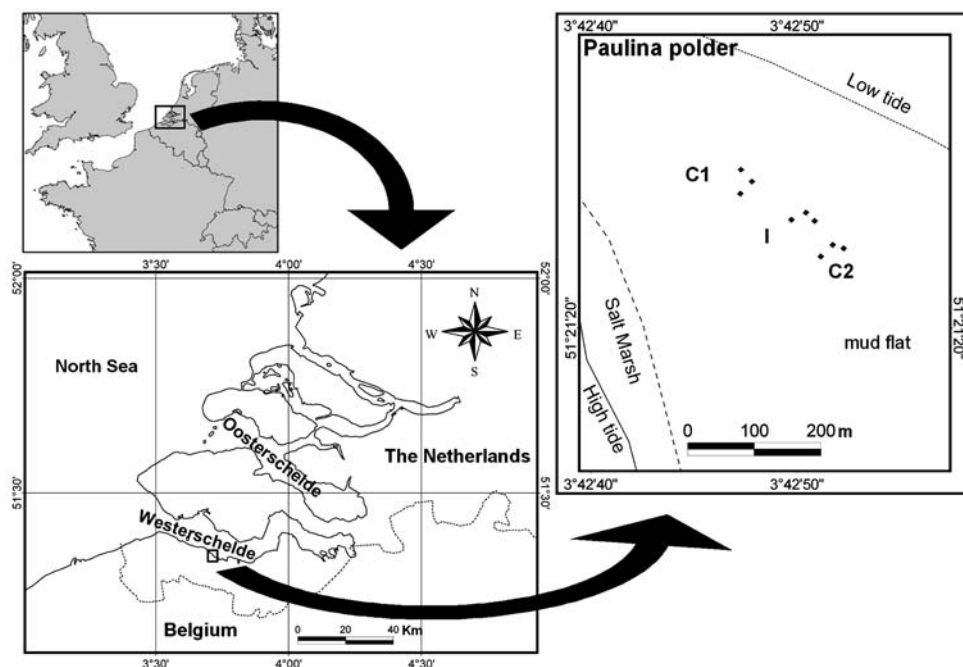 3°42'40 3°42'50
Paulina polder
Low tide
C1
I
C2
51°21'20" 51°21'20"
Salt Marsh
mud flat
High tide
0 100 200 m
3°42'40 3°42'50"
3°30' 4°00' 4°30'
52°00' 52°00'
N
W E
S
North Sea
Oosterschelde
The Netherlands
51°30' 51°30'
Westerschelde
Belgium
0 20 40 Km
3°30' 4°00' 4°30'